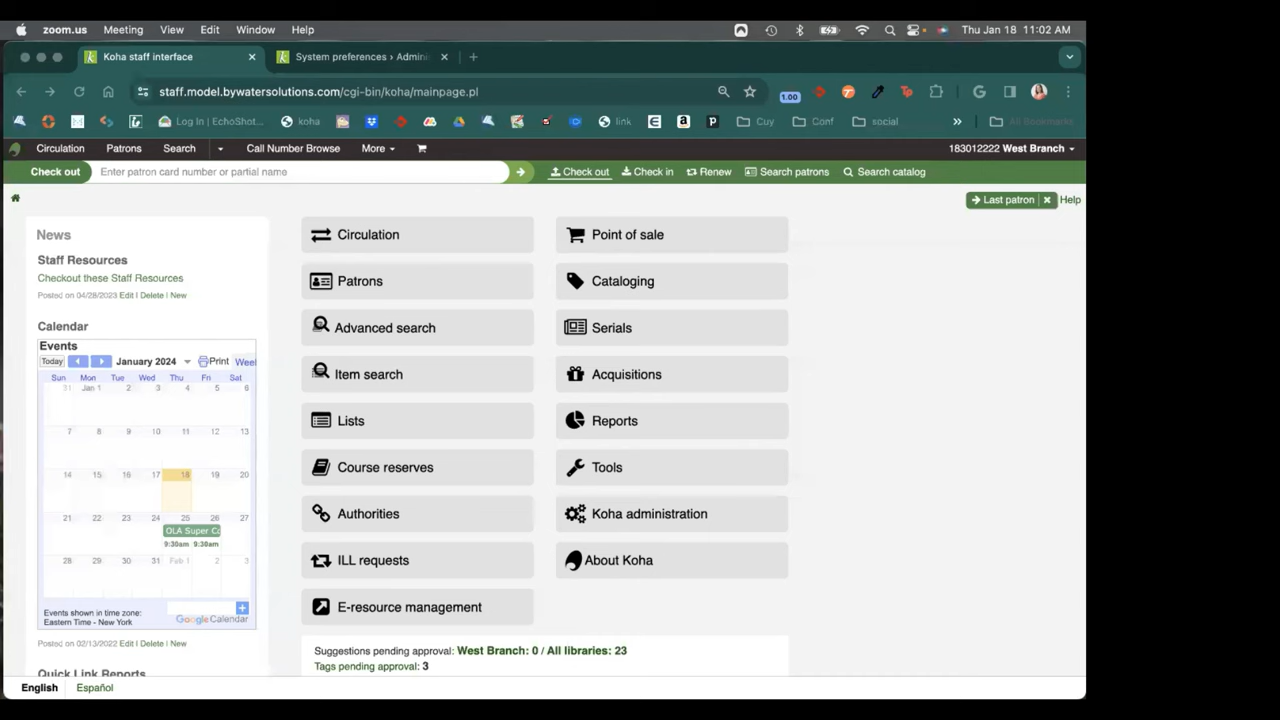 zoom.us Meeting View Edit Window Help Thu Jan 18 11:02 AM
Koha staff interface System preferences › Admini
staff.model.bywatersolutions.com/cgi-bin/koha/mainpage.pl 1.00
Log In | EchoShot... koha link Cuy Conf social » All Bookmarks
Circulation Patrons Search Call Number Browse More 183012222 West Branch
Check out Enter patron card number or partial name Check out Check in Renew Search patrons Search catalog
Last patron Help
News
Staff Resources
Checkout these Staff Resources
Posted on 04/28/2023 Edit | Delete | New
Calendar
Events
Today January 2024 Print Wee
Sun Mon Tue Wed Thu Fri Sat
31 Jan 1 2 3 4 5 6
7 8 9 10 11 12 13
14 15 16 17 18 19 20
21 22 23 24 25 26 27
OLA Super Co
9:30am 9:30am
28 29 30 31 Feb 1 2 3
Events shown in time zone:
Eastern Time - New York
Google Calendar
Posted on 02/13/2022 Edit | Delete | New
Quick Link Reports
Circulation
Patrons
Advanced search
Item search
Lists
Course reserves
Authorities
ILL requests
E-resource management
Point of sale
Cataloging
Serials
Acquisitions
Reports
Tools
Koha administration
About Koha
Suggestions pending approval: West Branch: 0 / All libraries: 23
Tags pending approval: 3
English Español